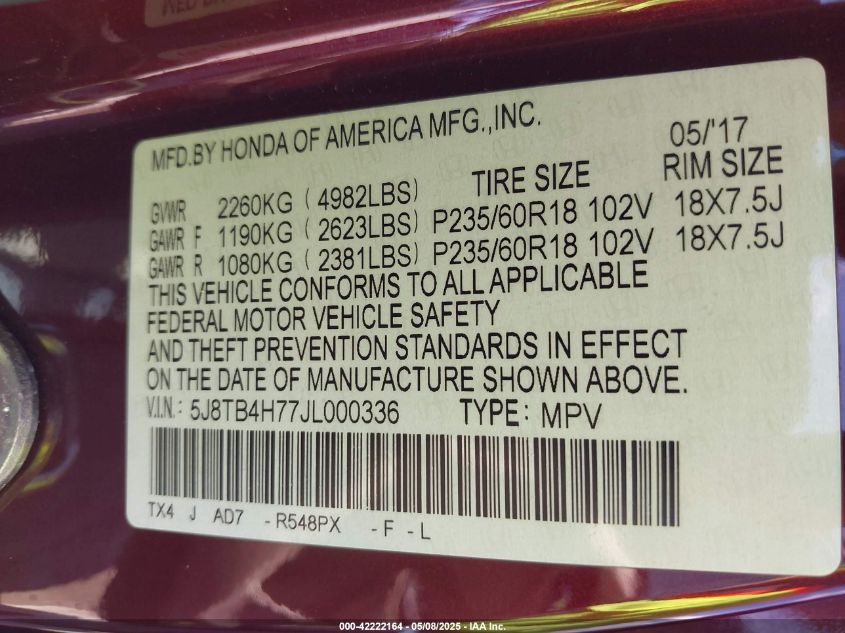 MFD.BY HONDA OF AMERICA MFG.,INC. 05/'17
TIRE SIZE RIM SIZE
GVWR 2260KG ( 4982LBS)
GAWR F 1190KG ( 2623LBS) P235/60R18 102V 18X7.5J
GAWR R 1080KG ( 2381LBS) P235/60R18 102V 18X7.5J
THIS VEHICLE CONFORMS TO ALL APPLICABLE
FEDERAL MOTOR VEHICLE SAFETY
AND THEFT PREVENTION STANDARDS IN EFFECT
ON THE DATE OF MANUFACTURE SHOWN ABOVE.
V.I.N.: 5J8TB4H77JL000336 TYPE: MPV
TX4 J AD7 - R548PX - F - L
000-42222164 - 05/08/2025 - IAA Inc.